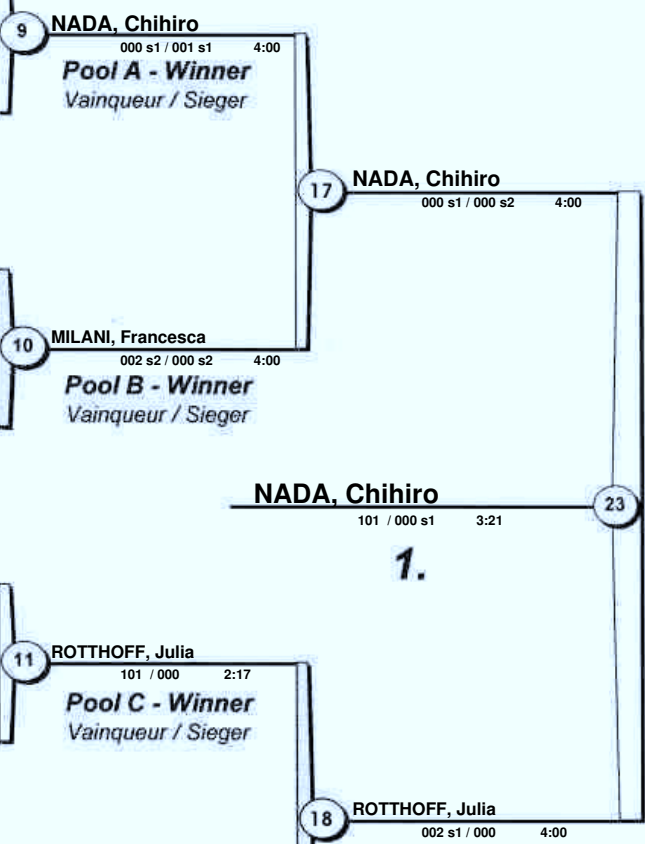 9
NADA, Chihiro
000 s1 / 001 s1 4:00
Pool A - Winner
Vainqueur / Sieger
17
NADA, Chihiro
000 s1 / 000 s2 4:00
10
MILANI, Francesca
002 s2 / 000 s2 4:00
Pool B - Winner
Vainqueur / Sieger
NADA, Chihiro
101 / 000 s1 3:21
23
1.
11
ROTTHOFF, Julia
101 / 000 2:17
Pool C - Winner
Vainqueur / Sieger
18
ROTTHOFF, Julia
002 s1 / 000 4:00